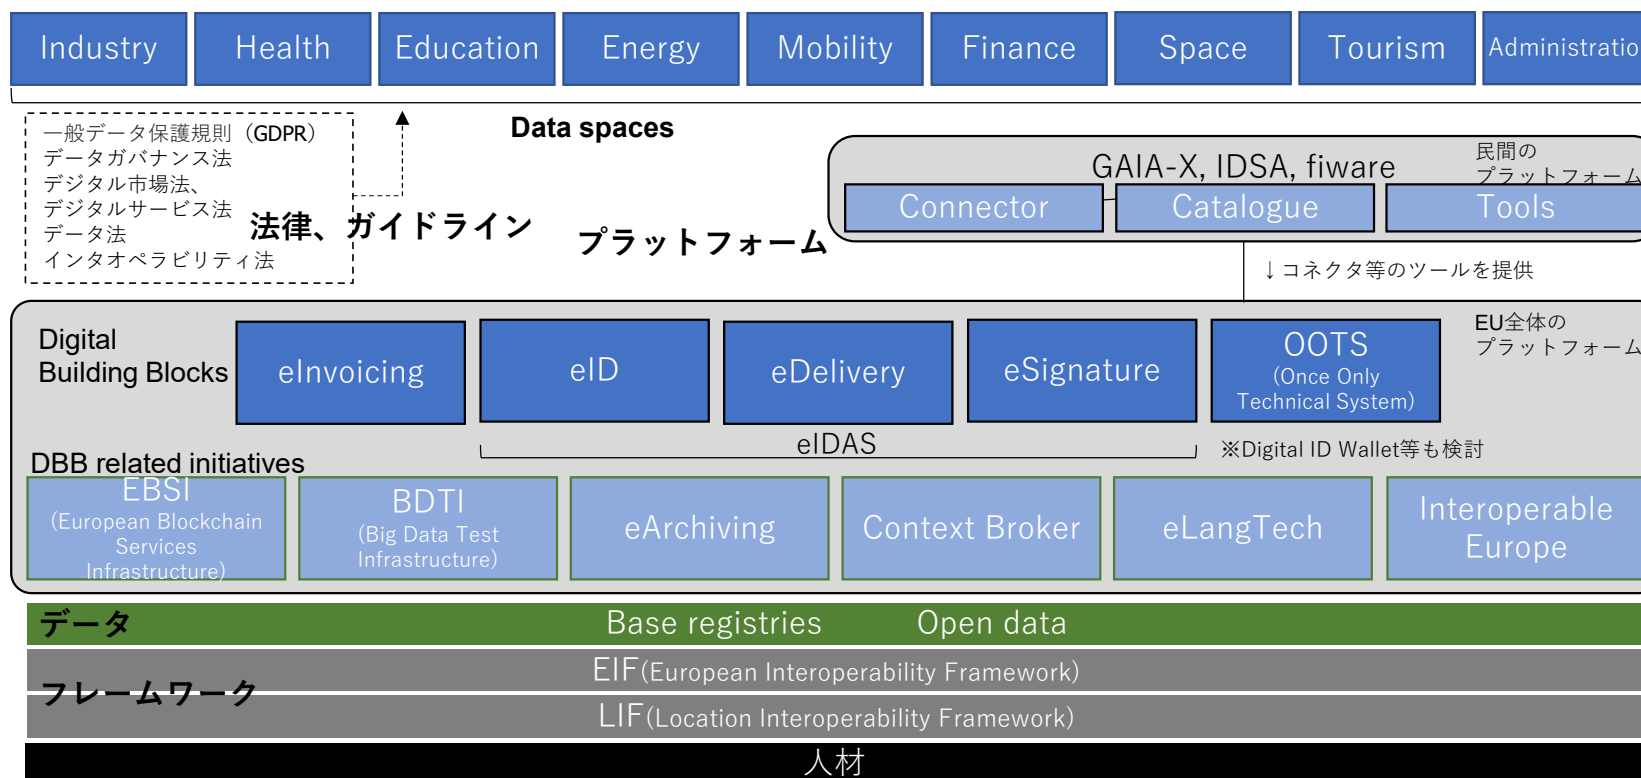 Industry
Health
Education
Energy
Mobility
Finance
Space
Tourism
Administratio
一般データ保護規則（GDPR）
データガバナンス法
デジタル市場法、
デジタルサービス法
データ法
インタオペラビリティ法
法律、ガイドライン
Data spaces
プラットフォーム
GAIA-X, IDSA, fiware
民間の
プラットフォーム
Connector
Catalogue
Tools
↓コネクタ等のツールを提供
Digital
Building Blocks
eInvoicing
eID
eDelivery
eSignature
OOTS
(Once Only
Technical System)
EU全体の
プラットフォーム
eIDAS
※Digital ID Wallet等も検討
DBB related initiatives
EBSI
(European Blockchain
Services
Infrastructure)
BDTI
(Big Data Test
Infrastructure)
eArchiving
Context Broker
eLangTech
Interoperable
Europe
データ
Base registries
Open data
フレームワーク
EIF(European Interoperability Framework)
LIF(Location Interoperability Framework)
人材